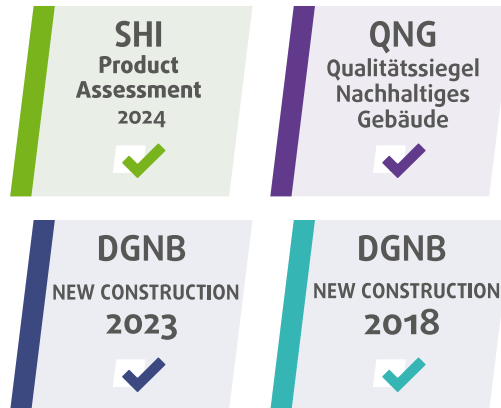 SHI
Product
Assessment
2024
QNG
Qualitätssiegel
Nachhaltiges
Gebäude
DGNB
NEW CONSTRUCTION
2023
DGNB
NEW CONSTRUCTION
2018